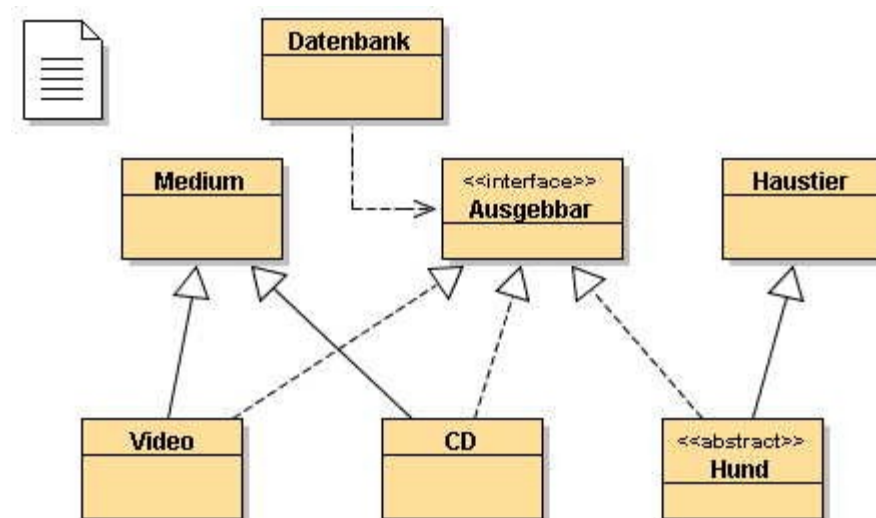 Datenbank
Medium
<<interface>>
Ausgebbar
Haustier
Video
CD
<<abstract>>
Hund